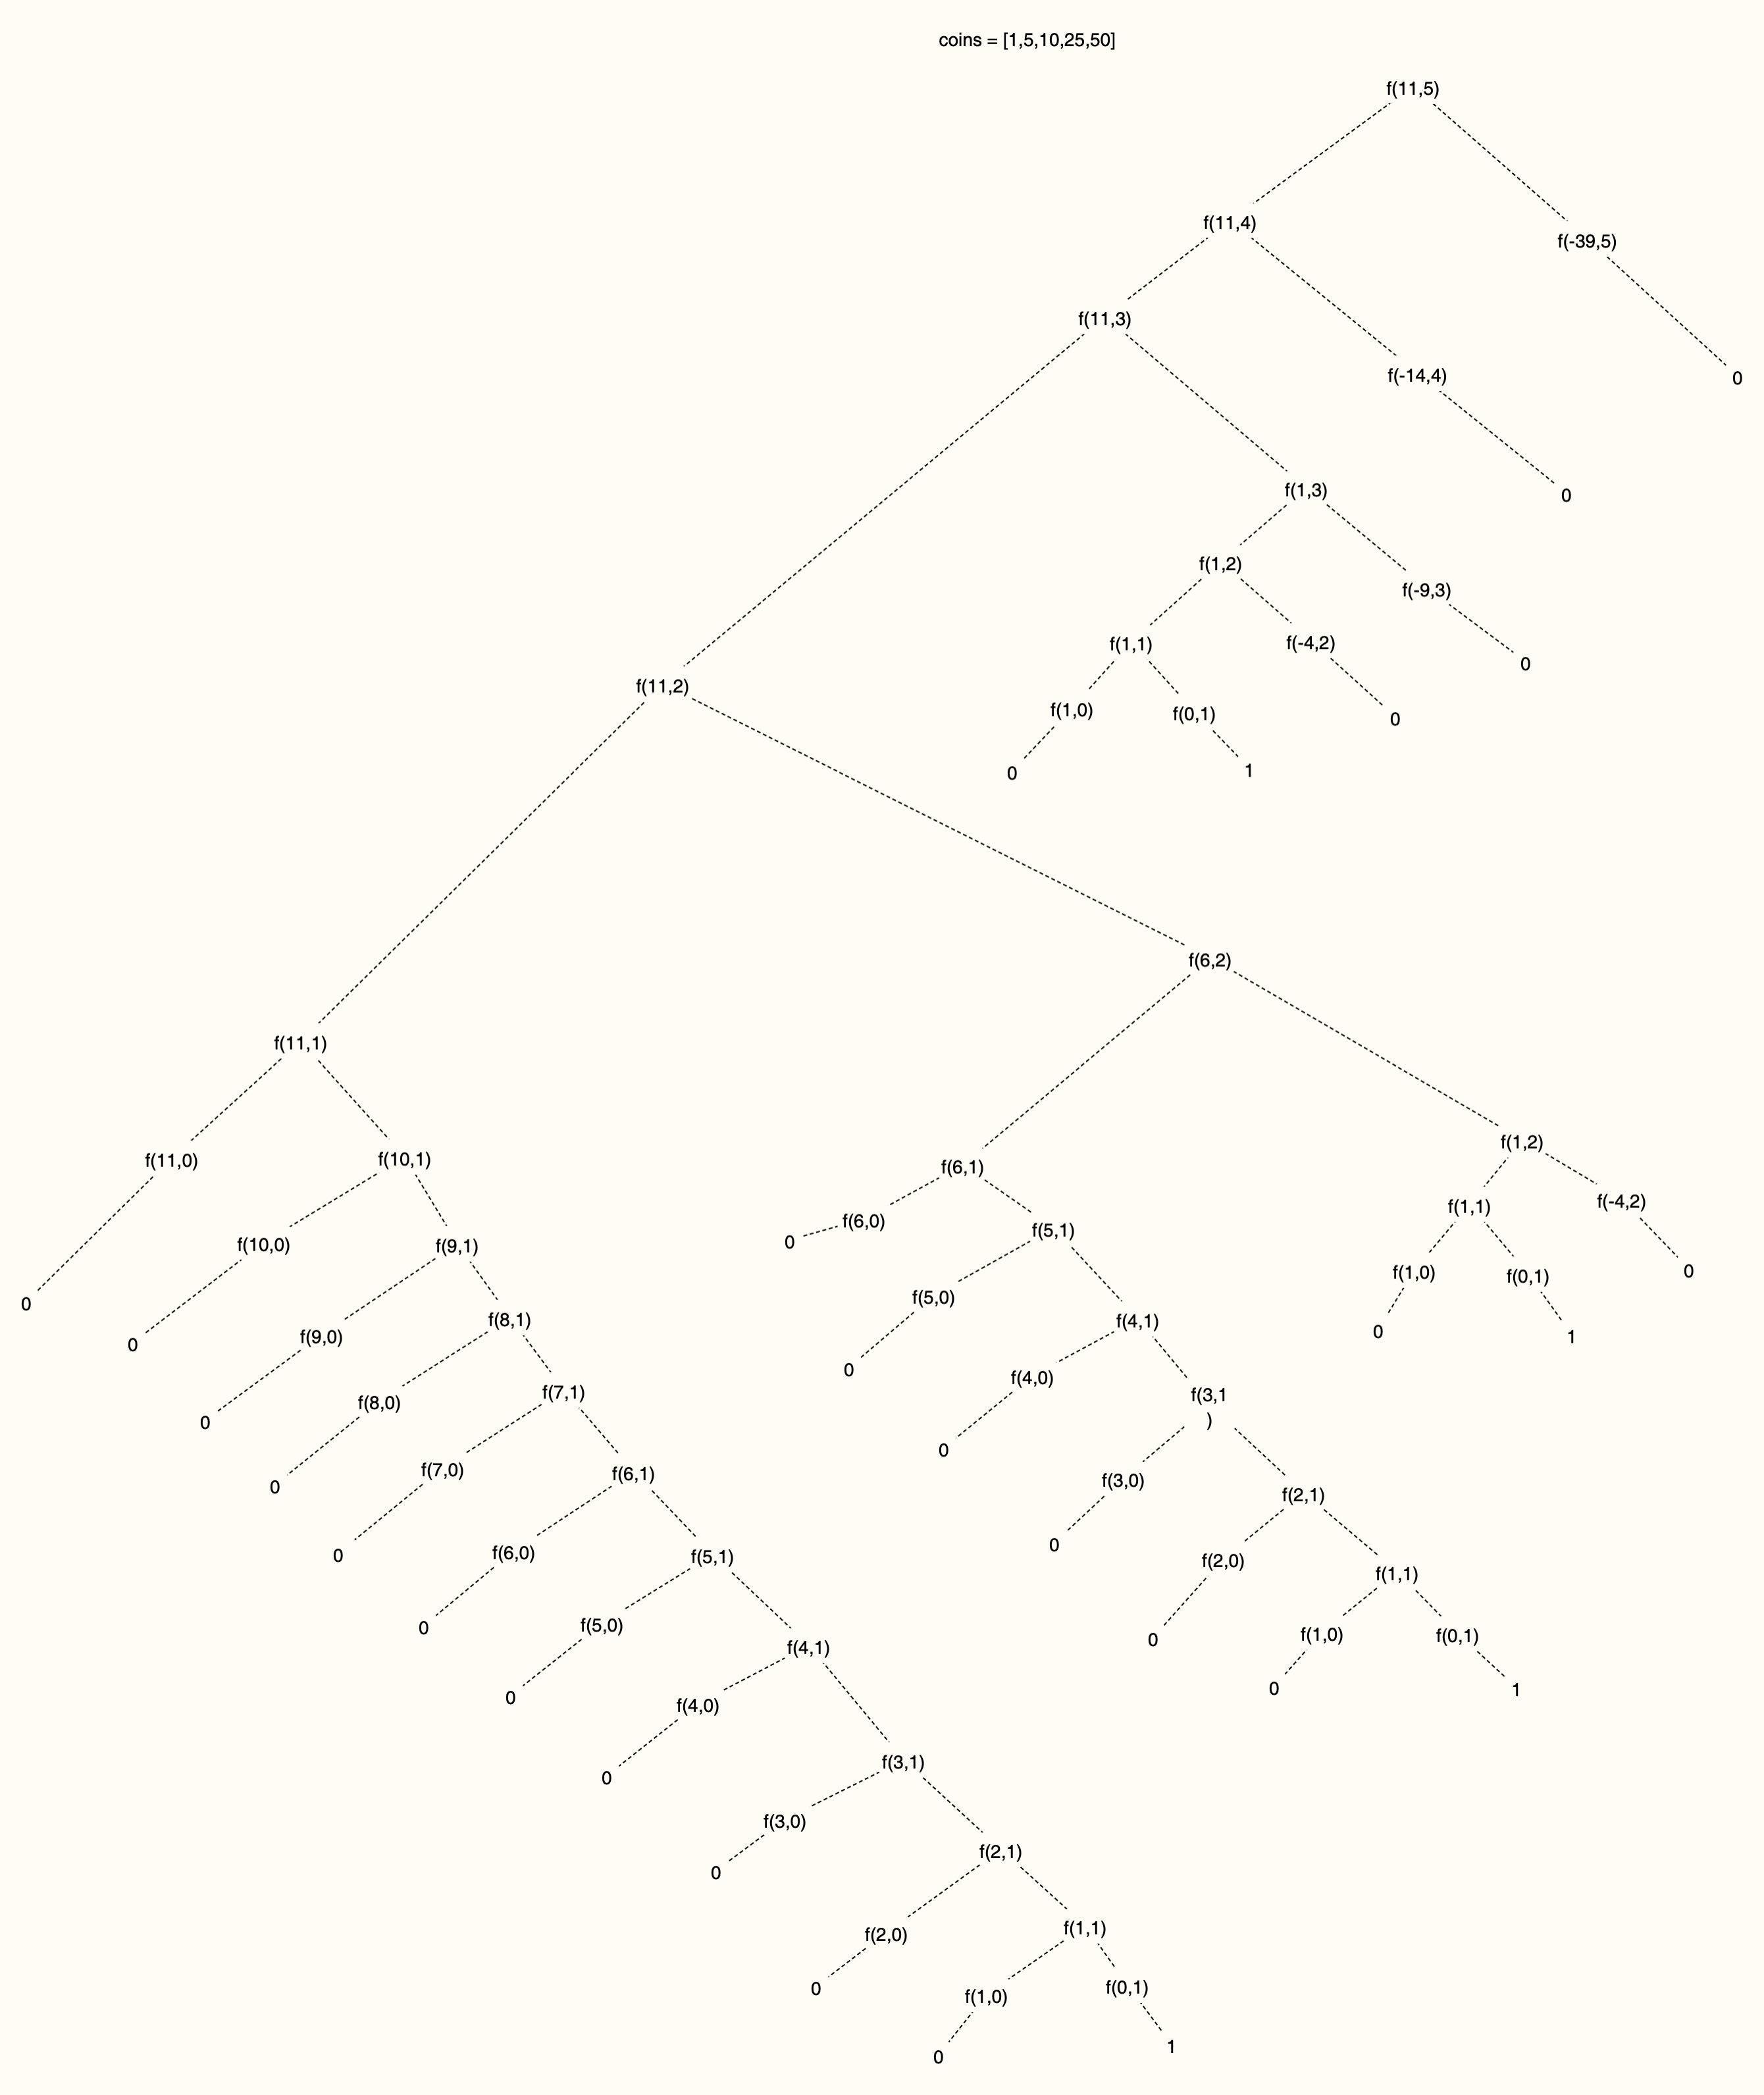 coins = [1,5,10,25,50]
f(11,5)
f(11,4)
f(-39,5)
f(11,3)
f(-14,4)
0
f(1,3)
0
f(1,2)
f(-9,3)
f(1,1)
f(-4,2)
0
f(11,2)
f(1,0)
f(0,1)
0
0
1
f(6,2)
f(11,1)
f(1,2)
f(11,0)
f(10,1)
f(6,1)
f(-4,2)
f(1,1)
f(6,0)
f(5,1)
0
f(10,0)
f(9,1)
f(1,0)
f(0,1)
0
0
f(5,0)
f(8,1)
f(4,1)
0
1
0
f(9,0)
0
f(4,0)
f(7,1)
f(3,1
)
f(8,0)
0
0
f(7,0)
f(6,1)
f(3,0)
0
f(2,1)
0
0
f(6,0)
f(5,1)
f(2,0)
f(1,1)
0
f(5,0)
0
f(1,0)
f(0,1)
f(4,1)
0
1
0
f(4,0)
f(3,1)
0
f(3,0)
f(2,1)
0
f(1,1)
f(2,0)
0
f(0,1)
f(1,0)
1
0